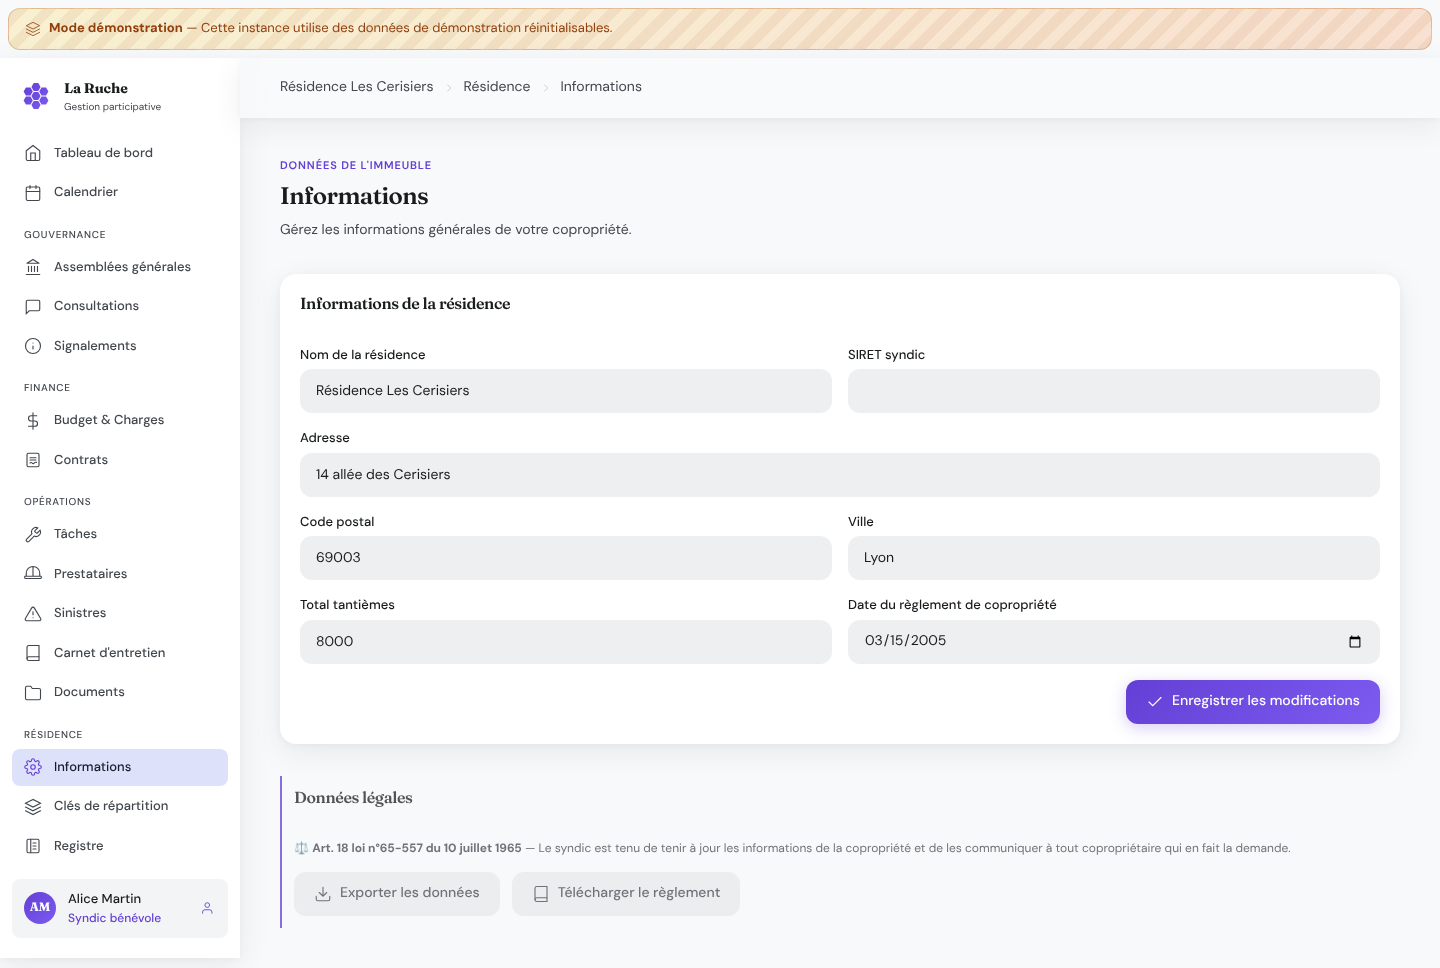 Mode démonstration — Cette instance utilise des données de démonstration réinitialisables.
La Ruche
Gestion participative
Tableau de bord
Calendrier
GOUVERNANCE
Assemblées générales
Consultations
Signalements
FINANCE
Budget & Charges
Contrats
OPÉRATIONS
Tâches
Prestataires
Sinistres
Carnet d'entretien
Documents
RÉSIDENCE
Informations
Clés de répartition
Registre
AM
Alice Martin
Syndic bénévole
Résidence Les Cerisiers Résidence Informations
DONNÉES DE L'IMMEUBLE
Informations
Gérez les informations générales de votre copropriété.
Informations de la résidence
Nom de la résidence
Résidence Les Cerisiers
SIRET syndic
Adresse
14 allée des Cerisiers
Code postal
69003
Ville
Lyon
Total tantièmes
8000
Date du règlement de copropriété
03/15/2005
Enregistrer les modifications
Données légales
⚖️ Art. 18 loi n°65-557 du 10 juillet 1965 — Le syndic est tenu de tenir à jour les informations de la copropriété et de les communiquer à tout copropriétaire qui en fait la demande.
Exporter les données
Télécharger le règlement